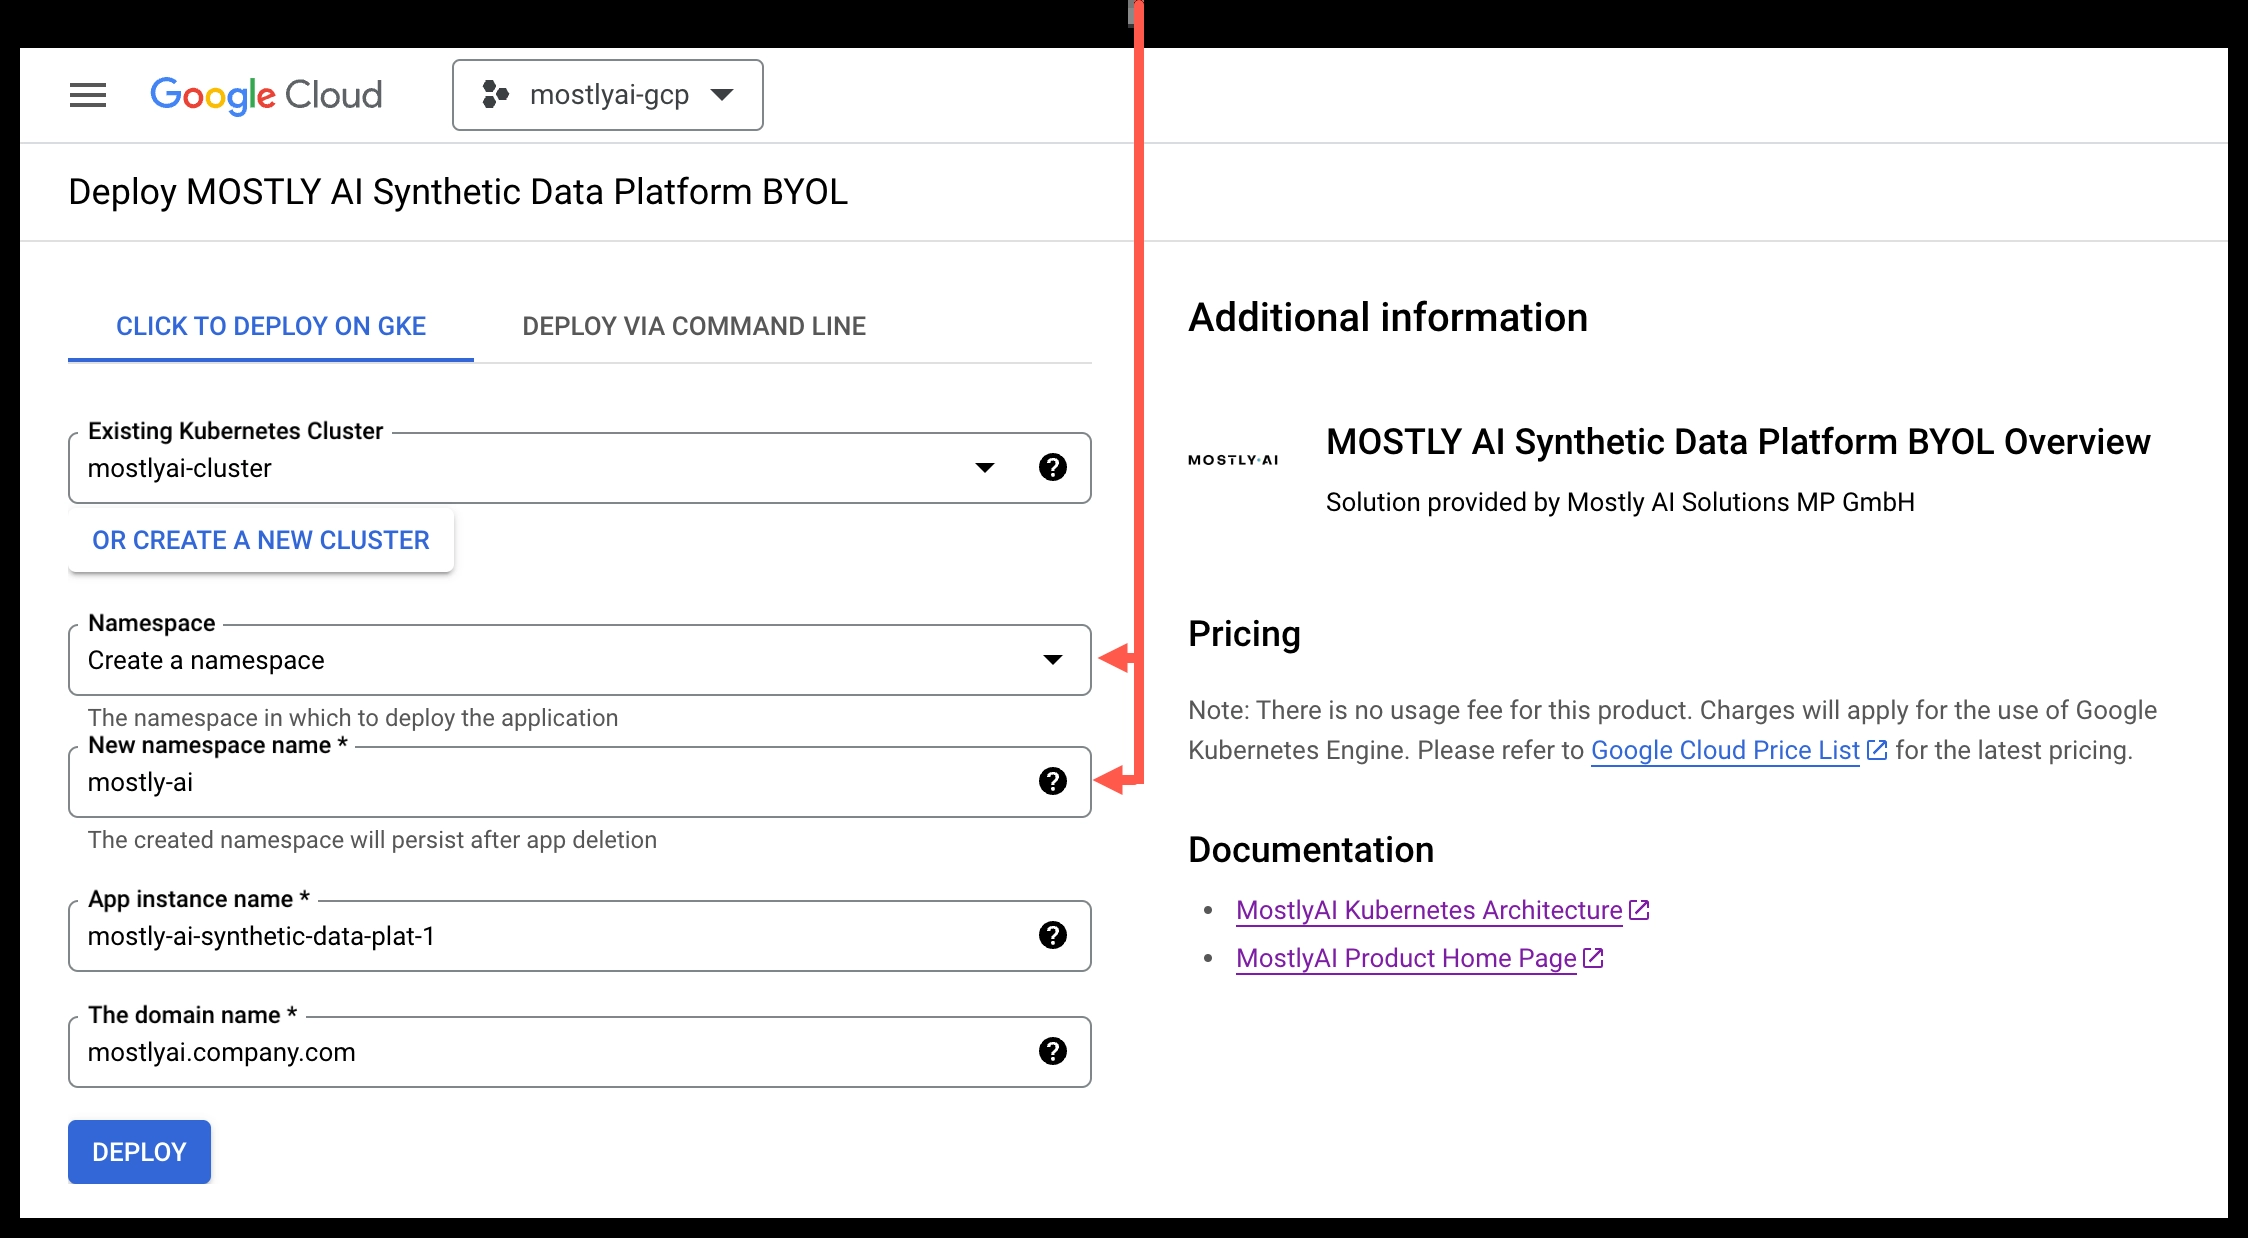 Google Cloud
mostlyai-gcp
Deploy MOSTLY AI Synthetic Data Platform BYOL
CLICK TO DEPLOY ON GKE
DEPLOY VIA COMMAND LINE
Existing Kubernetes Cluster
mostlyai-cluster
OR CREATE A NEW CLUSTER
Namespace
Create a namespace
The namespace in which to deploy the application
New namespace name *
mostly-ai
The created namespace will persist after app deletion
App instance name *
mostly-ai-synthetic-data-plat-1
The domain name *
mostlyai.company.com
DEPLOY
Additional information
MOSTLY·AI
MOSTLY AI Synthetic Data Platform BYOL Overview
Solution provided by Mostly AI Solutions MP GmbH
Pricing
Note: There is no usage fee for this product. Charges will apply for the use of Google
Kubernetes Engine. Please refer to Google Cloud Price List for the latest pricing.
Documentation
• MostlyAI Kubernetes Architecture
• MostlyAI Product Home Page